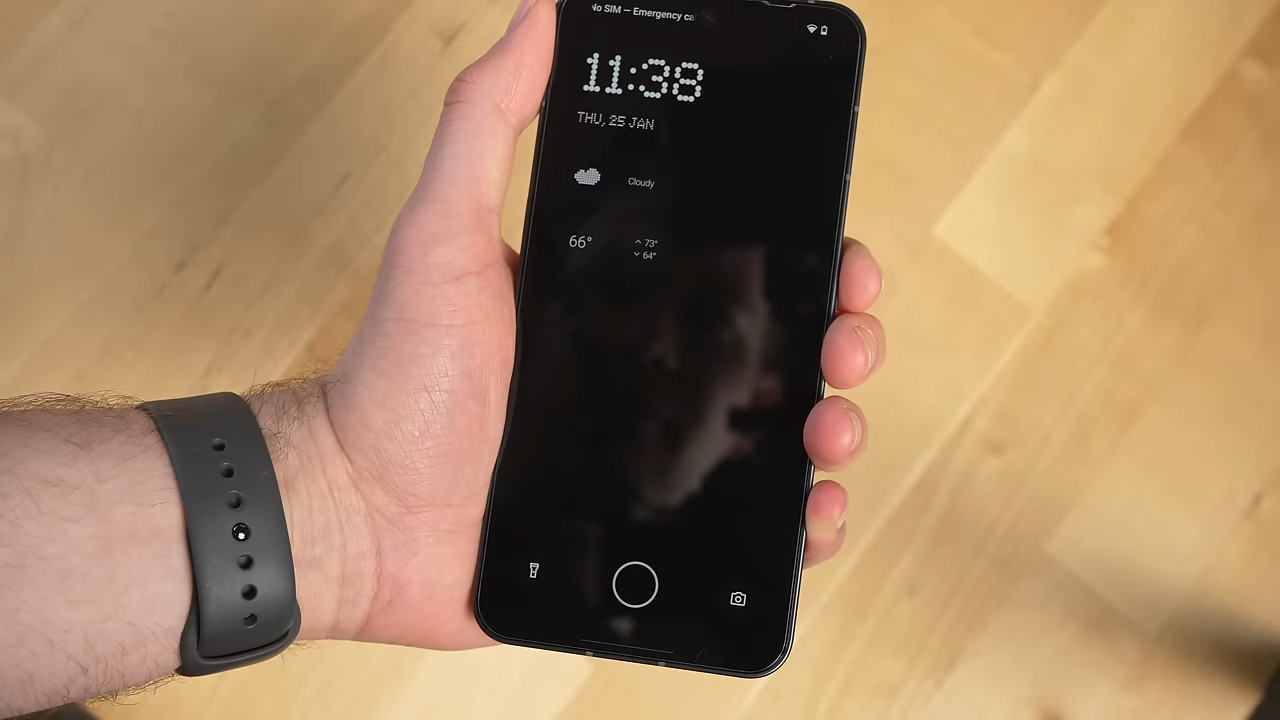 No SIM — Emergency ca
11:38
THU, 25 JAN
Cloudy
66°
73°
64°